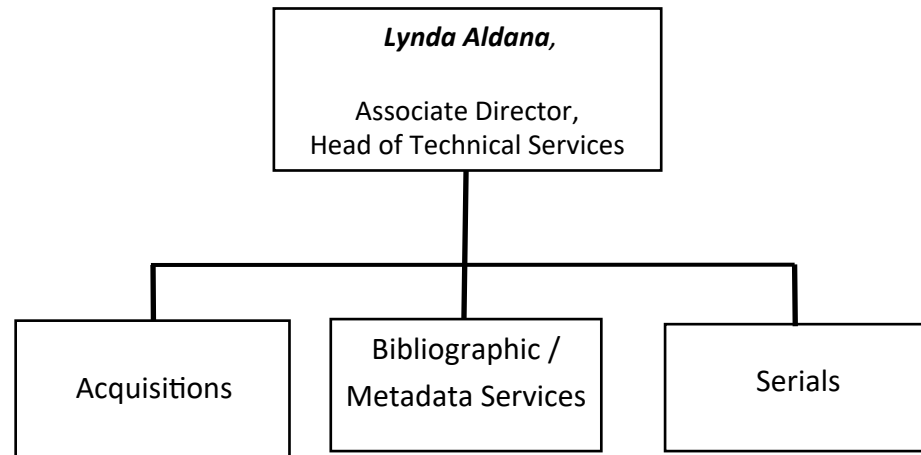 Lynda Aldana,
Associate Director,
Head of Technical Services
Acquisitions
Bibliographic /
Metadata Services
Serials